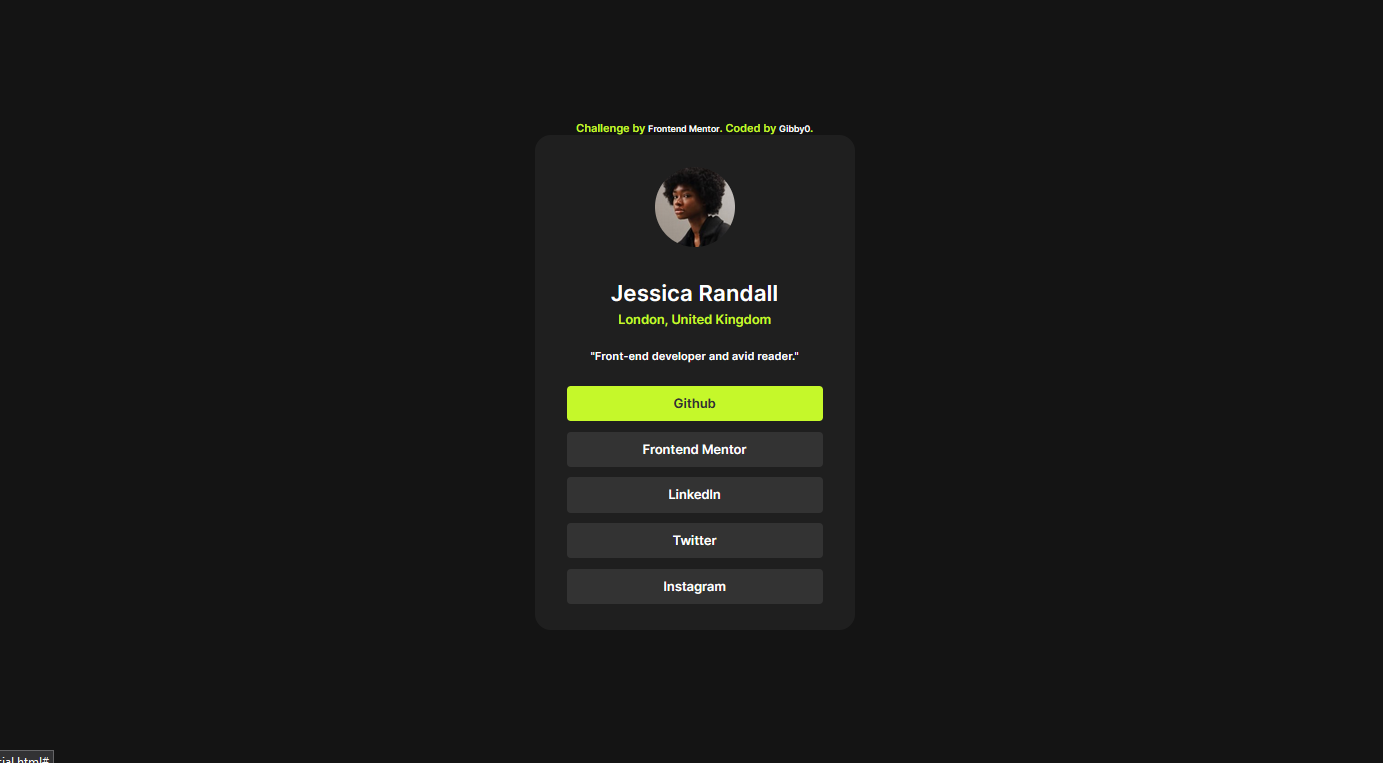 Challenge by Frontend Mentor. Coded by Gibby0.
Jessica Randall
London, United Kingdom
"Front-end developer and avid reader."
Github
Frontend Mentor
LinkedIn
Twitter
Instagram
ial.html#